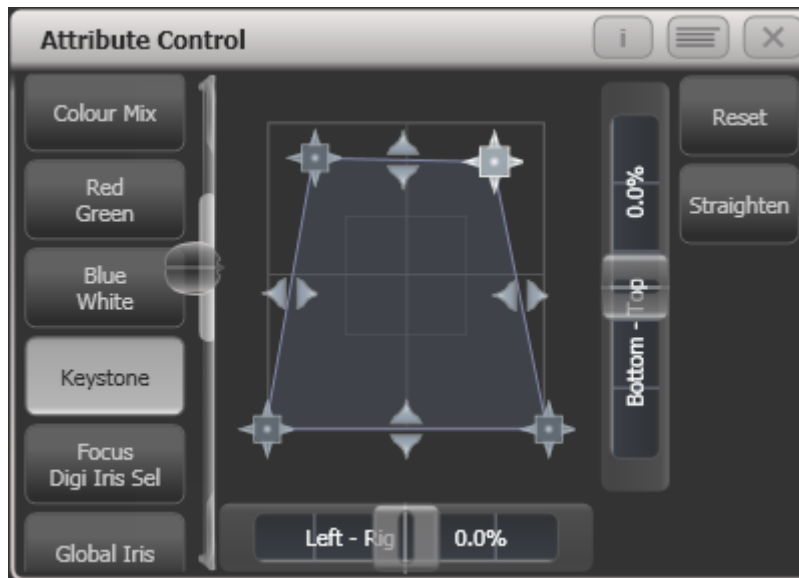 Attribute Control
i
Colour Mix
Red
Green
Blue
White
Keystone
Focus
Digi Iris Sel
Global Iris
Reset
Straighten
Bottom - Top 0.0%
Left - Rig 0.0%